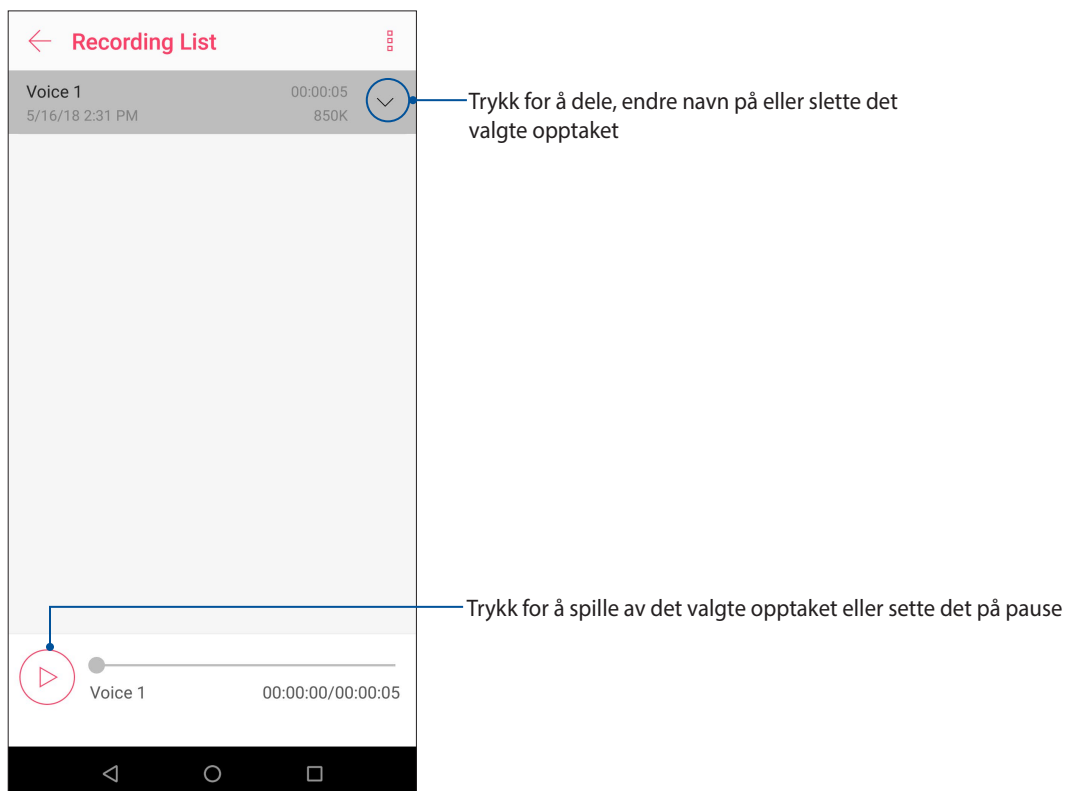 Recording List
Voice 1 00:00:05
5/16/18 2:31 PM 850K
Trykk for å dele, endre navn på eller slette det
valgte opptaket
Trykk for å spille av det valgte opptaket eller sette det på pause
Voice 1 00:00:00/00:00:05